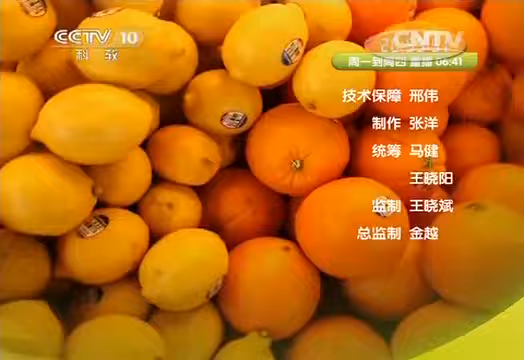 CCTV 10
科 教
CNTV
周一到周四 重播 06:41
技术保障 邢伟
制作 张洋
统筹 马健
王晓阳
监制 王晓斌
总监制 金越